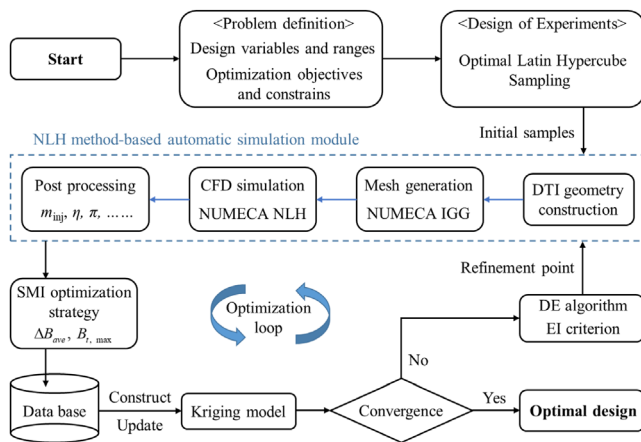 Start
<Problem definition>
Design variables and ranges
Optimization objectives
and constrains
<Design of Experiments>
Optimal Latin Hypercube
Sampling
Initial samples
NLH method-based automatic simulation module
Post processing
m_inj, η, π, ……
CFD simulation
NUMECA NLH
Mesh generation
NUMECA IGG
DTI geometry
construction
Refinement point
SMI optimization
strategy
ΔB_ave, B_t, max
Optimization
loop
DE algorithm
EI criterion
No
Data base
Construct
Update
Kriging model
Convergence
Yes
Optimal design